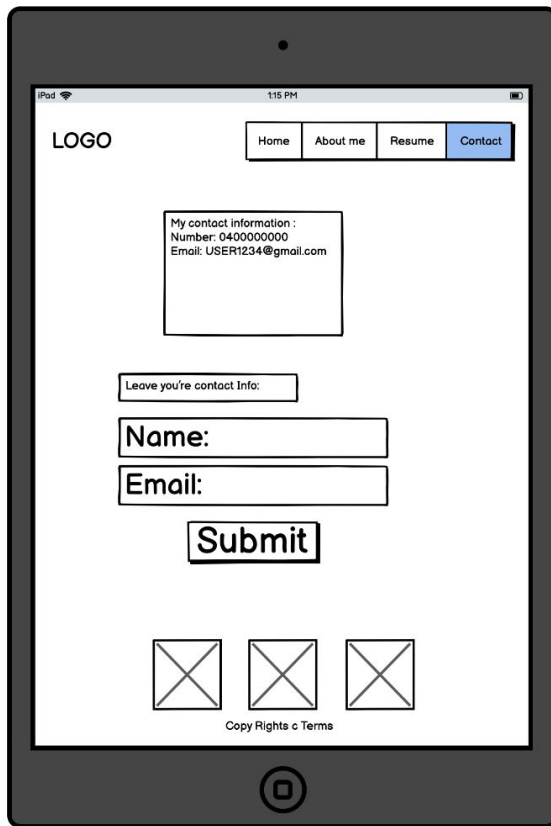 iPad 1:15 PM
LOGO
Home About me Resume Contact
My contact information :
Number: 0400000000
Email: USER1234@gmail.com
Leave you're contact Info:
Name:
Email:
Submit
Copy Rights c Terms